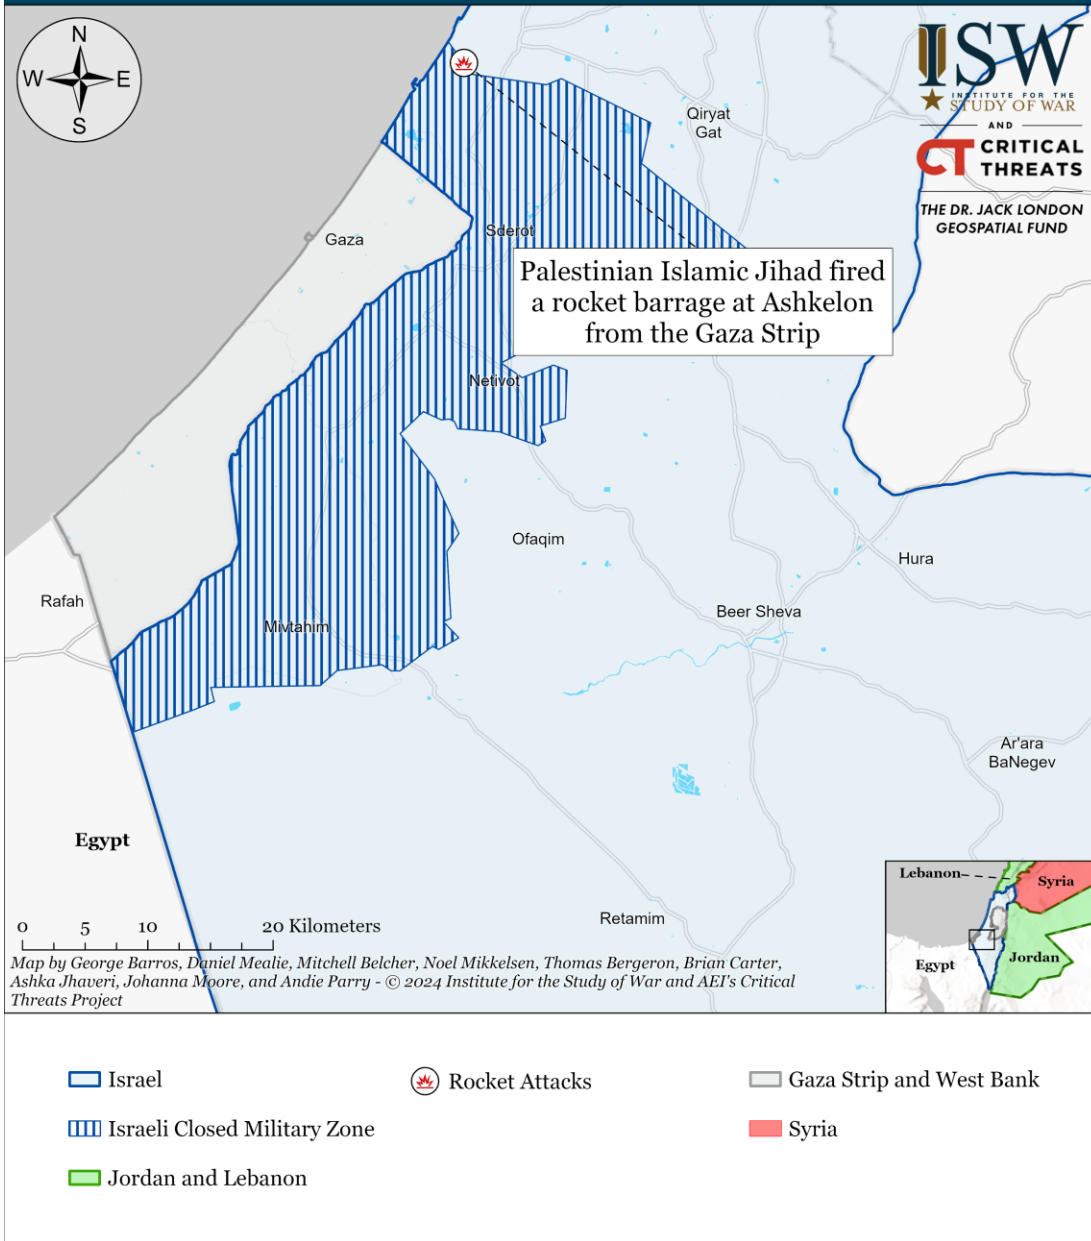 N
W
E
S
ISW
INSTITUTE FOR THE
STUDY OF WAR
AND
CT CRITICAL
THREATS
THE DR. JACK LONDON
GEOSPATIAL FUND
Qiryat
Gat
Gaza
Sderot
Palestinian Islamic Jihad fired
a rocket barrage at Ashkelon
from the Gaza Strip
Netivot
Ofaqim
Hura
Rafah
Beer Sheva
Mivtahim
Ar'ara
BaNegev
Egypt
Retamim
0 5 10 20 Kilometers
Map by George Barros, Daniel Mealie, Mitchell Belcher, Noel Mikkelsen, Thomas Bergeron, Brian Carter,
Ashka Jhaveri, Johanna Moore, and Andie Parry - © 2024 Institute for the Study of War and AEI's Critical
Threats Project
Lebanon
Syria
Egypt
Jordan
Israel
Rocket Attacks
Gaza Strip and West Bank
Israeli Closed Military Zone
Syria
Jordan and Lebanon